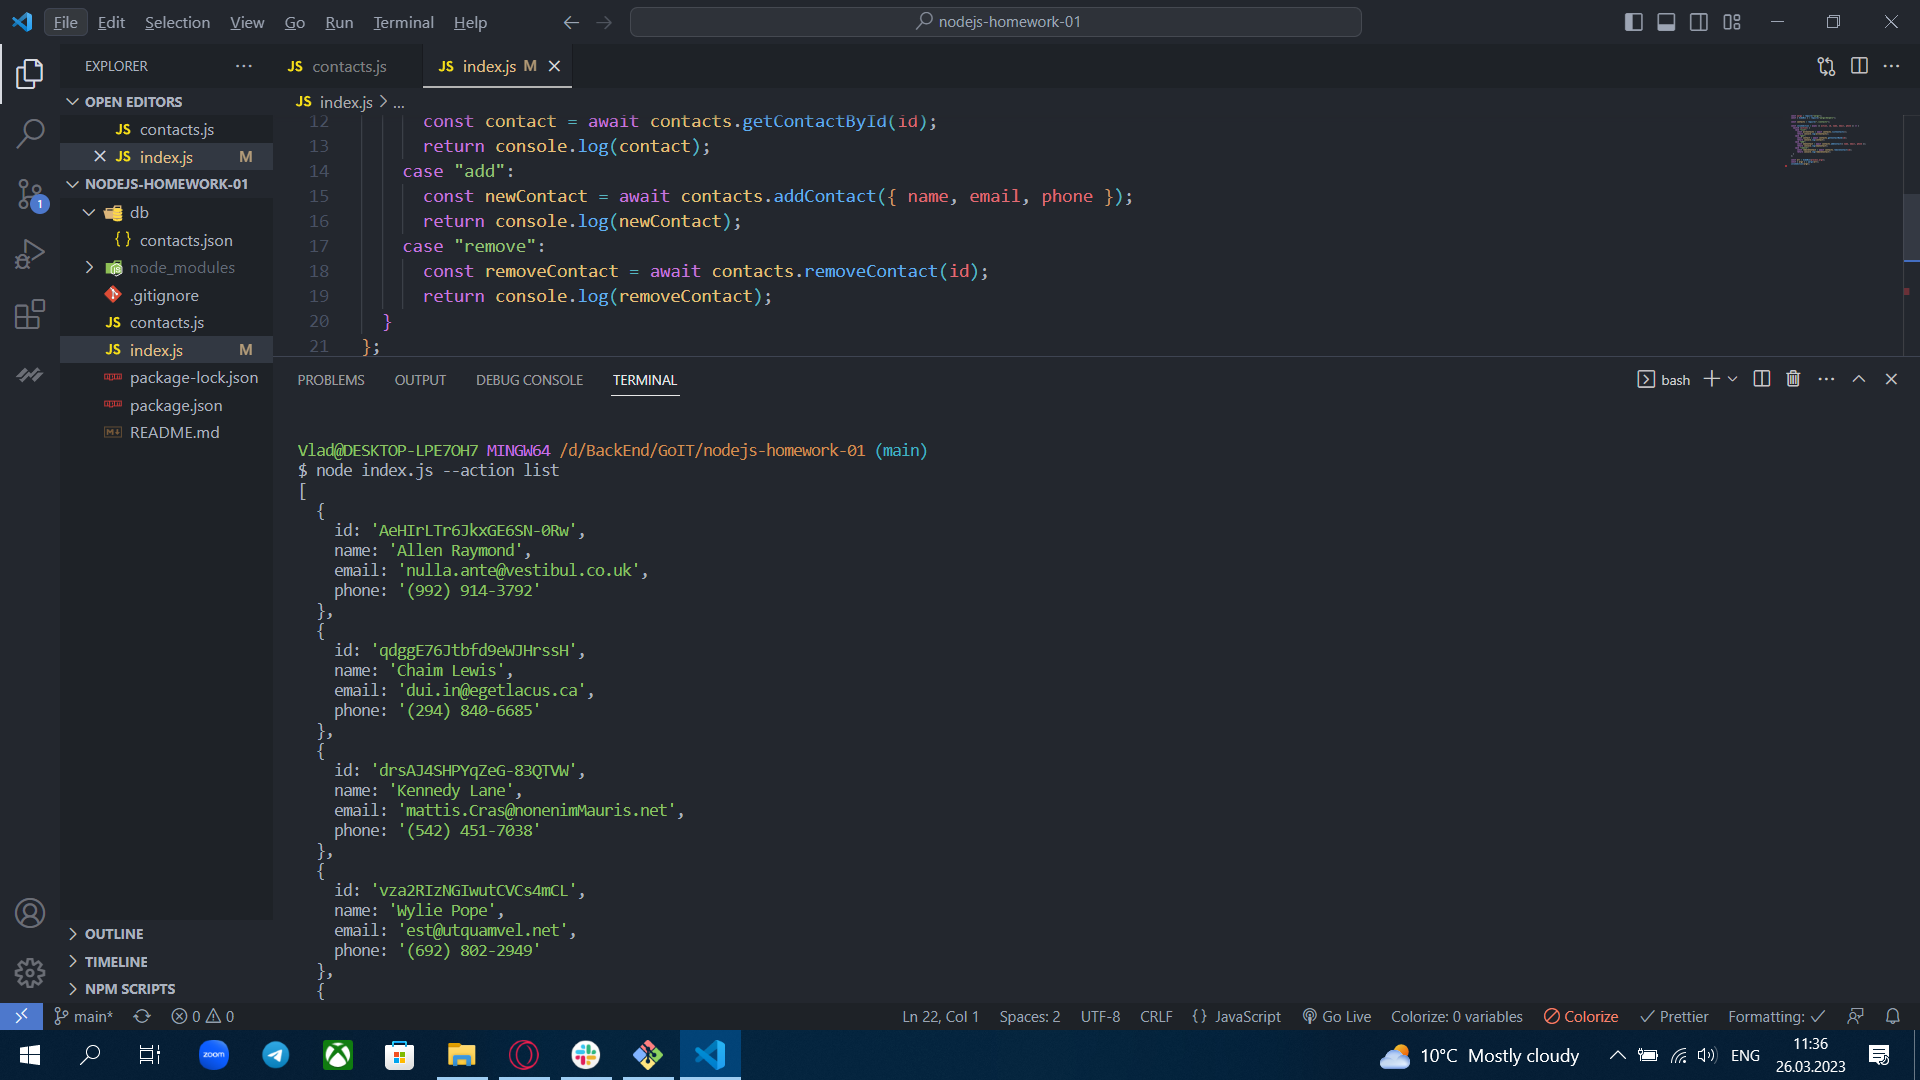 File Edit Selection View Go Run Terminal Help
nodejs-homework-01
EXPLORER
OPEN EDITORS
JS contacts.js
JS index.js M
NODEJS-HOMEWORK-01
db
{} contacts.json
node_modules
.gitignore
JS contacts.js
JS index.js M
package-lock.json
package.json
README.md
OUTLINE
TIMELINE
NPM SCRIPTS
JS contacts.js
JS index.js M
JS index.js > ...
12 const contact = await contacts.getContactById(id);
13 return console.log(contact);
14 case "add":
15 const newContact = await contacts.addContact({ name, email, phone });
16 return console.log(newContact);
17 case "remove":
18 const removeContact = await contacts.removeContact(id);
19 return console.log(removeContact);
20 }
21 };
PROBLEMS OUTPUT DEBUG CONSOLE TERMINAL
bash
Vlad@DESKTOP-LPE7OH7 MINGW64 /d/BackEnd/GoIT/nodejs-homework-01 (main)
$ node index.js --action list
[
{
id: 'AeHIrLTr6JkxGE6SN-0Rw',
name: 'Allen Raymond',
email: 'nulla.ante@vestibul.co.uk',
phone: '(992) 914-3792'
},
{
id: 'qdggE76Jtbfd9eWJHrssH',
name: 'Chaim Lewis',
email: 'dui.in@egetlacus.ca',
phone: '(294) 840-6685'
},
{
id: 'drsAJ4SHPYqZeG-83QTVW',
name: 'Kennedy Lane',
email: 'mattis.Cras@nonenimMauris.net',
phone: '(542) 451-7038'
},
{
id: 'vza2RIzNGIwutCVCs4mCL',
name: 'Wylie Pope',
email: 'est@utquamvel.net',
phone: '(692) 802-2949'
},
{
main* 0 0
Ln 22, Col 1 Spaces: 2 UTF-8 CRLF {} JavaScript Go Live Colorize: 0 variables Colorize Prettier Formatting: ✓
zoom
10°C Mostly cloudy
ENG
11:36
26.03.2023
1